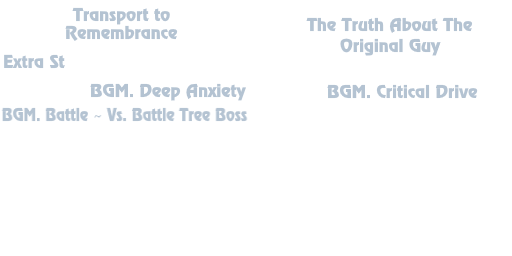 Transport to
Remembrance
The Truth About The
Original Guy
Extra St
BGM. Deep Anxiety
BGM. Critical Drive
BGM. Battle ~ Vs. Battle Tree Boss